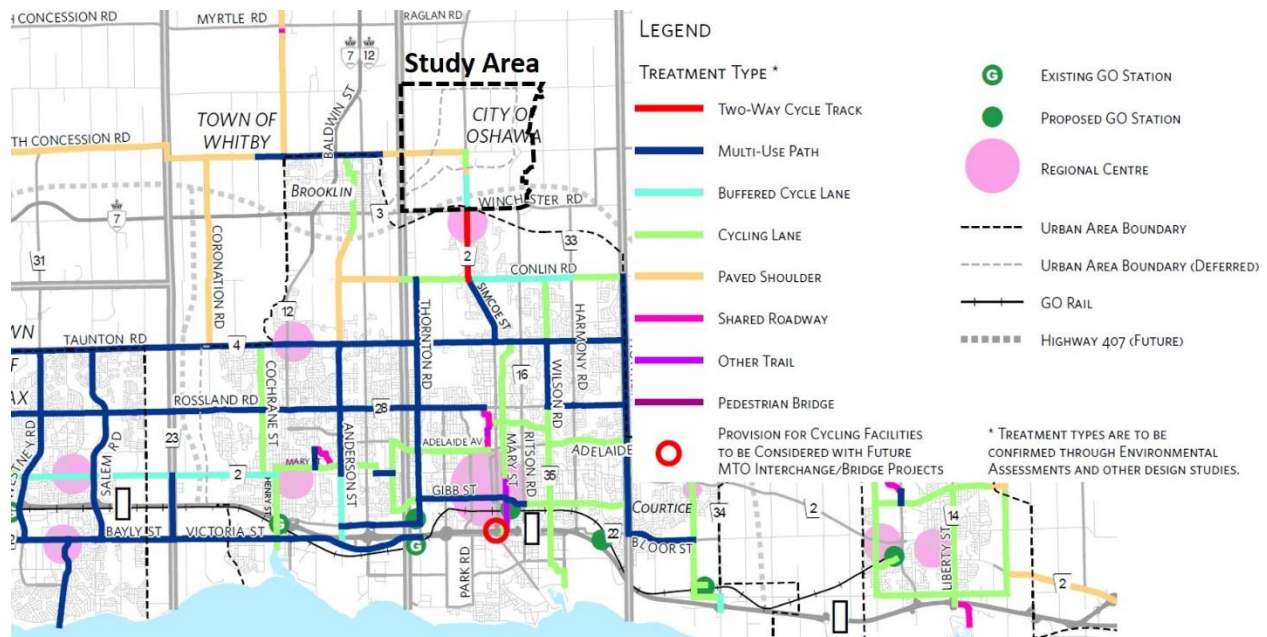 H CONCESSION RD
MYRTLE RD
RAGLAN RD
7 12
BALDWIN ST
Study Area
TOWN OF
WHITBY
CITY O
OSHAWA
TH CONCESSION RD
BROOKLIN
3
WINCHESTER RD
7
33
31
CORONATION RD
2
CONLIN RD
12
THORNTON RD
SIMCOE ST
HARMONY RD
WN
TAUNTON RD
4
F
COCHRANE ST
16
WILSON RD
AX
ROSSLAND RD
28
23
SALEM RD
ANDERSON ST
ADELAIDE AV
MARY ST
RITSON RD
ADELAIDE
STNEY RD
2
MARY
HENRY ST
35
GIBB ST
COURTICE
34
2
14
2
BAYLY ST
VICTORIA ST
G
G
22
BLOOR ST
PARK RD
LIBERTY ST
2
LEGEND
TREATMENT TYPE *
TWO-WAY CYCLE TRACK
MULTI-USE PATH
BUFFERED CYCLE LANE
CYCLING LANE
PAVED SHOULDER
SHARED ROADWAY
OTHER TRAIL
PEDESTRIAN BRIDGE
PROVISION FOR CYCLING FACILITIES
TO BE CONSIDERED WITH FUTURE
MTO INTERCHANGE/BRIDGE PROJECTS
G EXISTING GO STATION
PROPOSED GO STATION
REGIONAL CENTRE
URBAN AREA BOUNDARY
URBAN AREA BOUNDARY (DEFERRED)
GO RAIL
HIGHWAY 407 (FUTURE)
* TREATMENT TYPES ARE TO BE
CONFIRMED THROUGH ENVIRONMENTAL
ASSESSMENTS AND OTHER DESIGN STUDIES.